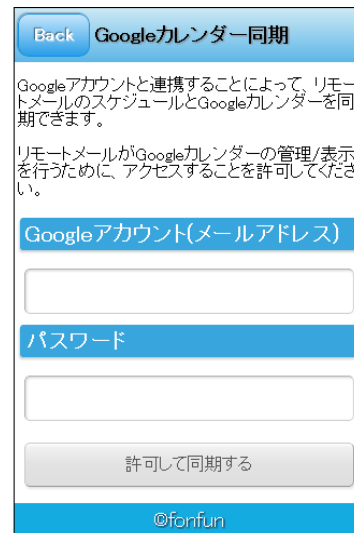 Back Googleカレンダー同期
Googleアカウントと連携することによって、リモー
トメールのスケジュールとGoogleカレンダーを同
期できます。
リモートメールがGoogleカレンダーの管理/表示
を行うために、アクセスすることを許可してくださ
い。
Googleアカウント(メールアドレス)
パスワード
許可して同期する
©fonfun